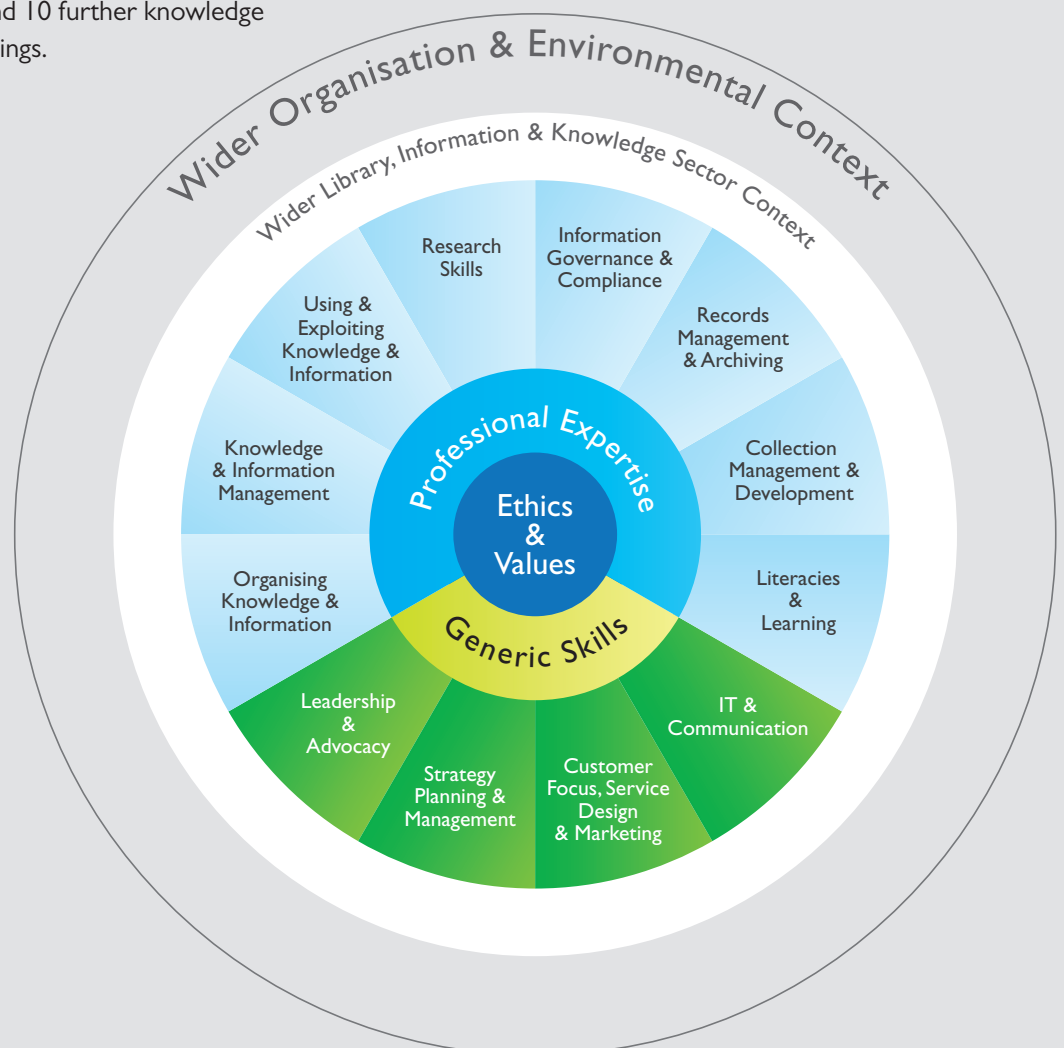 10 further knowledge
Wider Organisation & Environmental Context
Wider Library, Information & Knowledge Sector Context
Research
Skills
Information
Governance &
Compliance
Using &
Exploiting
Knowledge &
Information
Records
Management
& Archiving
Knowledge
& Information
Management
Collection
Management &
Development
Professional Expertise
Ethics
&
Values
Generic Skills
Organising
Knowledge &
Information
Literacies
&
Learning
Leadership
&
Advocacy
Strategy
Planning &
Management
Customer
Focus, Service
Design
& Marketing
IT &
Communication